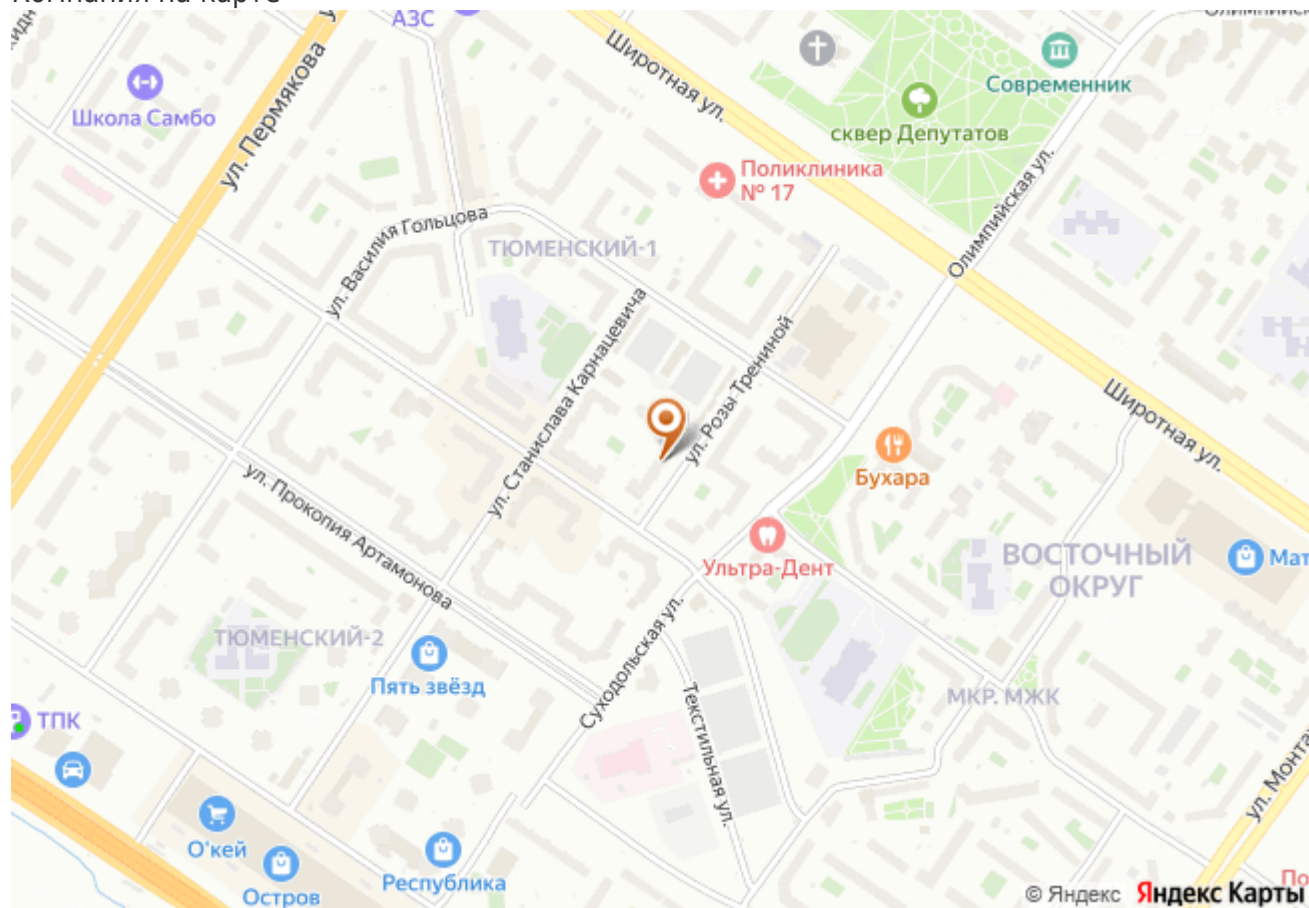 АЗС
Широтная ул.
Современник
сквер Депутатов
Школа Самбо
ул. Пермякова
Поликлиника
№ 17
Олимпийская ул.
ул. Василия Гольцова
ТЮМЕНСКИЙ-1
ул. Станислава Карнацевича
ул. Розы Трениной
Широтная ул.
Бухара
ул. Прокопия Артамонова
Ультра-Дент
ВОСТОЧНЫЙ
ОКРУГ
Мат
ТЮМЕНСКИЙ-2
Пять звёзд
Суходольская ул.
Текстильная ул.
МКР. МЖК
ТПК
ул. Монта
О'кей
Остров
Республика
По
© Яндекс Яндекс Карты